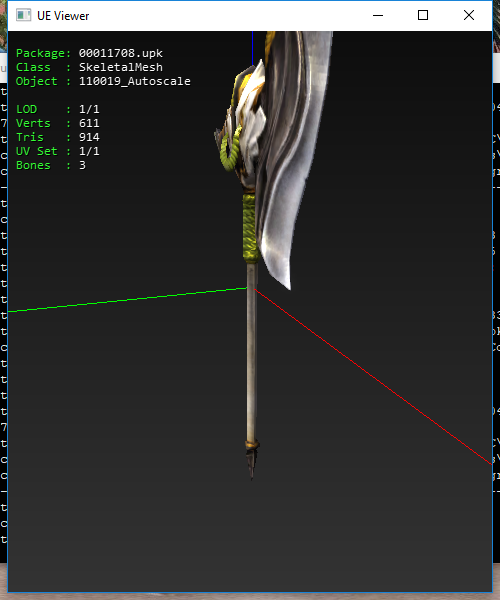 UE Viewer
Package: 00011708.upk
Class  : SkeletalMesh
Object : 110019_Autoscale
LOD    : 1/1
Verts  : 611
Tris   : 914
UV Set : 1/1
Bones  : 3